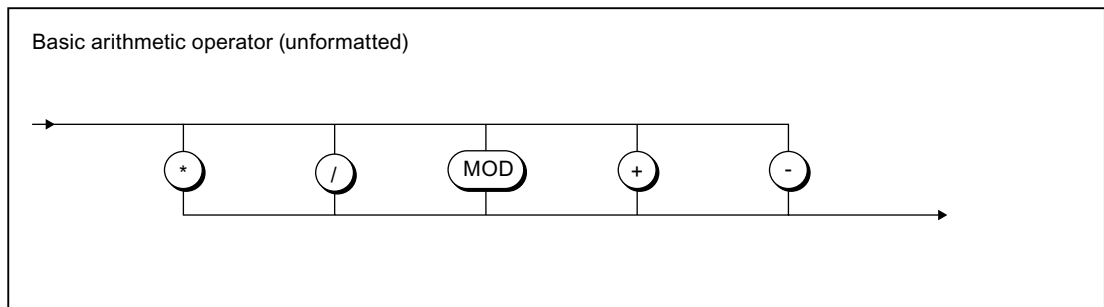 Basic arithmetic operator (unformatted)
* / MOD + -